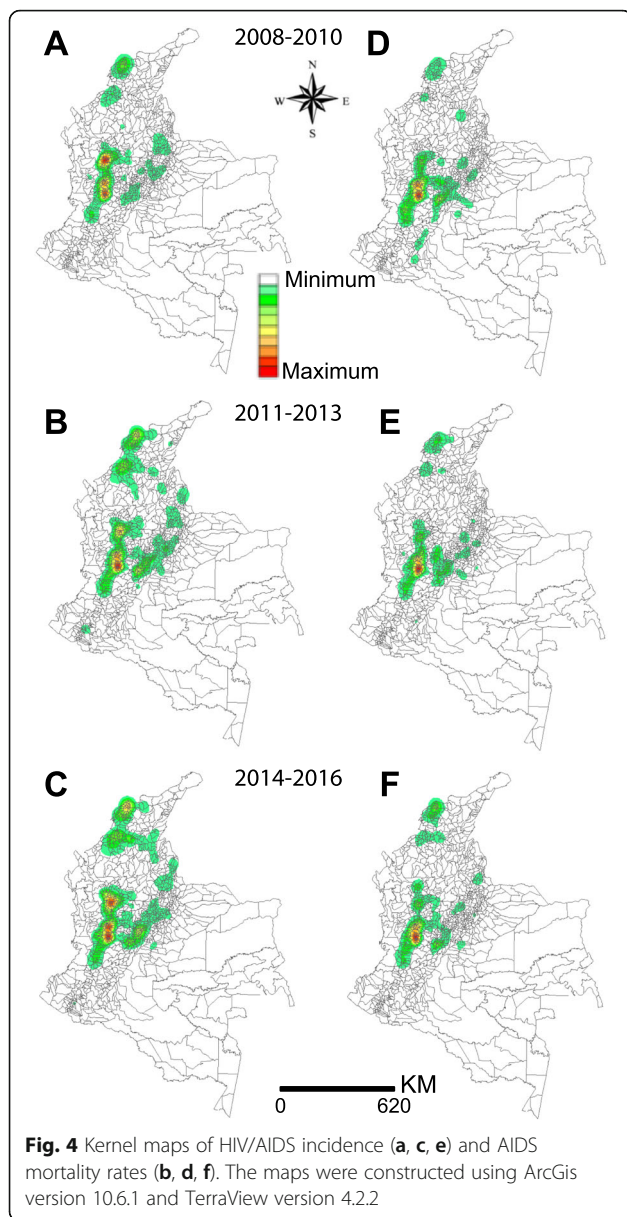 A 2008-2010 D
N
W E
S
Minimum
Maximum
B 2011-2013 E
C 2014-2016 F
KM
0 620
Fig. 4 Kernel maps of HIV/AIDS incidence (a, c, e) and AIDS
mortality rates (b, d, f). The maps were constructed using ArcGis
version 10.6.1 and TerraView version 4.2.2